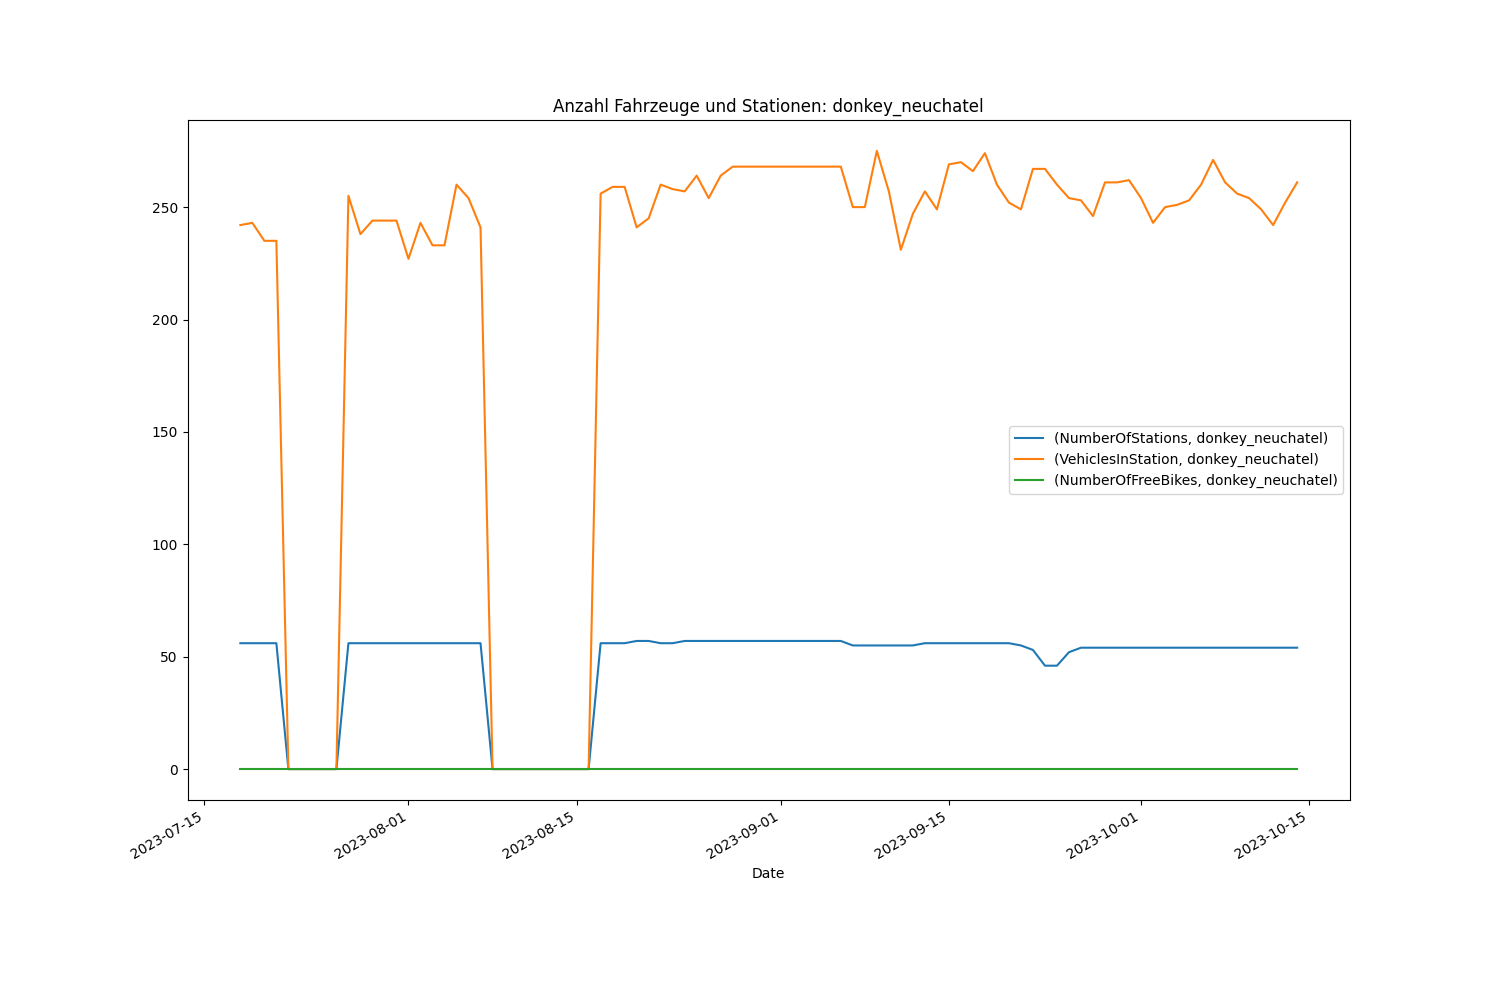 Anzahl Fahrzeuge und Stationen: donkey_neuchatel
250
200
150
100
50
0
(NumberOfStations, donkey_neuchatel)
(VehiclesInStation, donkey_neuchatel)
(NumberOfFreeBikes, donkey_neuchatel)
2023-07-15
2023-08-01
2023-08-15
2023-09-01
2023-09-15
2023-10-01
2023-10-15
Date